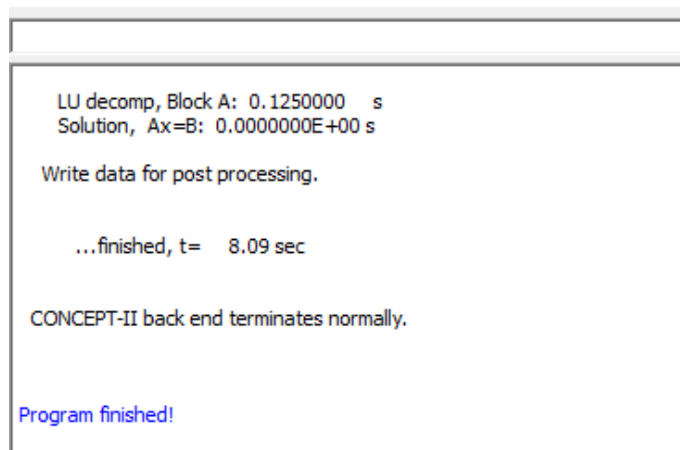 LU decomp, Block A: 0.1250000 s
Solution, Ax=B: 0.0000000E+00 s
Write data for post processing.
...finished, t= 8.09 sec
CONCEPT-II back end terminates normally.
Program finished!